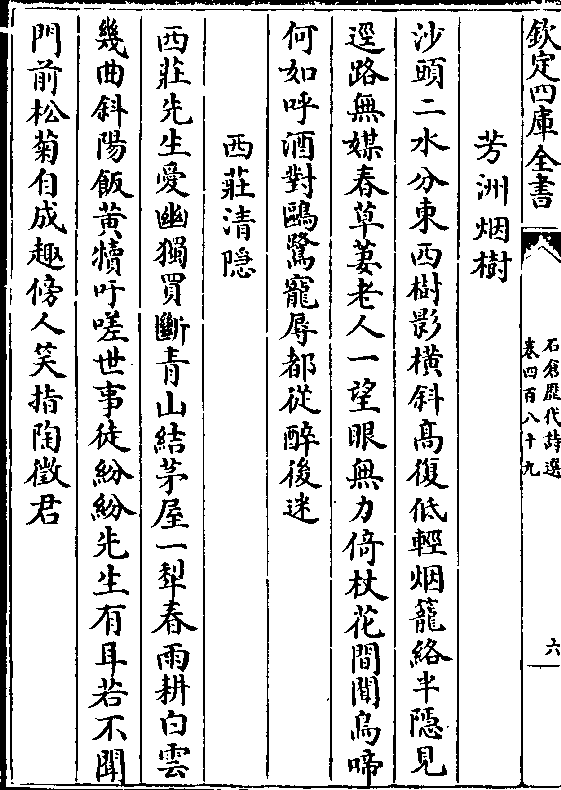 欽定四庫全書
石倉歷代詩選
卷四百八十九
六
芳洲烟樹
沙頭二水分東西樹影橫斜髙復低輕烟籠絡半隱見
逕路無媒春草萋老人一望眼無力倚杖花間聞鳥啼
何如呼酒對鷗鷺寵辱都從醉後迷
西莊清隠
西莊先生愛幽獨買斷青山結茅屋一犂春雨耕白雲
幾曲斜陽飯黃犢吁嗟世事徒紛紛先生有耳若不聞
門前松菊自成趣傍人笑指陶徵君